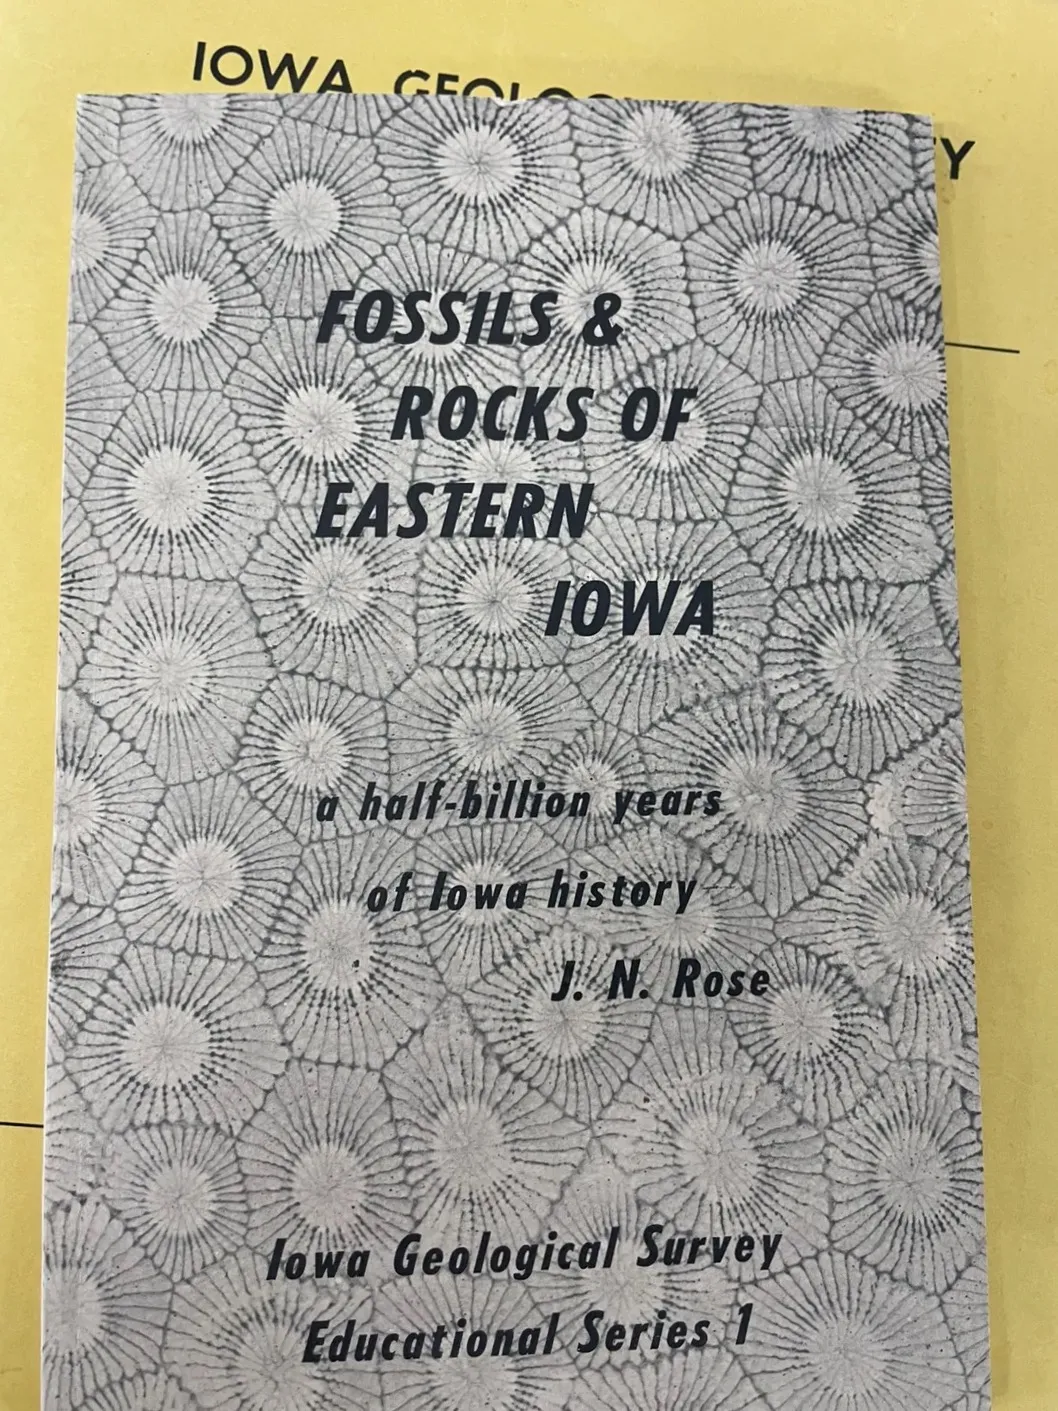 IOWA
FOSSILS &
ROCKS OF
EASTERN
IOWA
a half-billion years
of Iowa history
J. N. Rose
Iowa Geological Survey
Educational Series 1